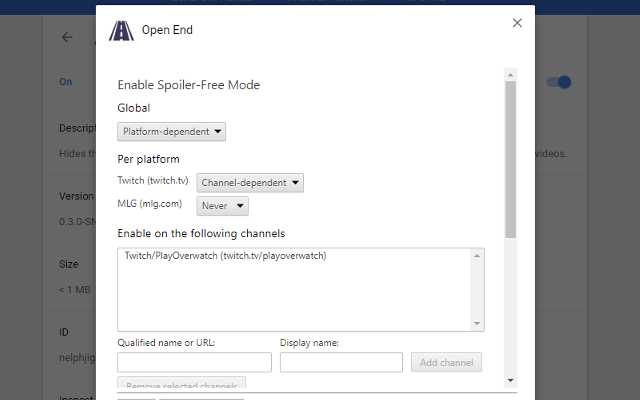 Open End
On
Enable Spoiler-Free Mode
Global
Platform-dependent
Descript
Hides th
videos.
Per platform
Twitch (twitch.tv) Channel-dependent
Version
MLG (mlg.com) Never
0.3.0-SN
Enable on the following channels
Twitch/PlayOverwatch (twitch.tv/playoverwatch)
Size
< 1 MB
ID
Qualified name or URL: Display name:
nelphjig
Add channel
Remove selected channels
Inspect